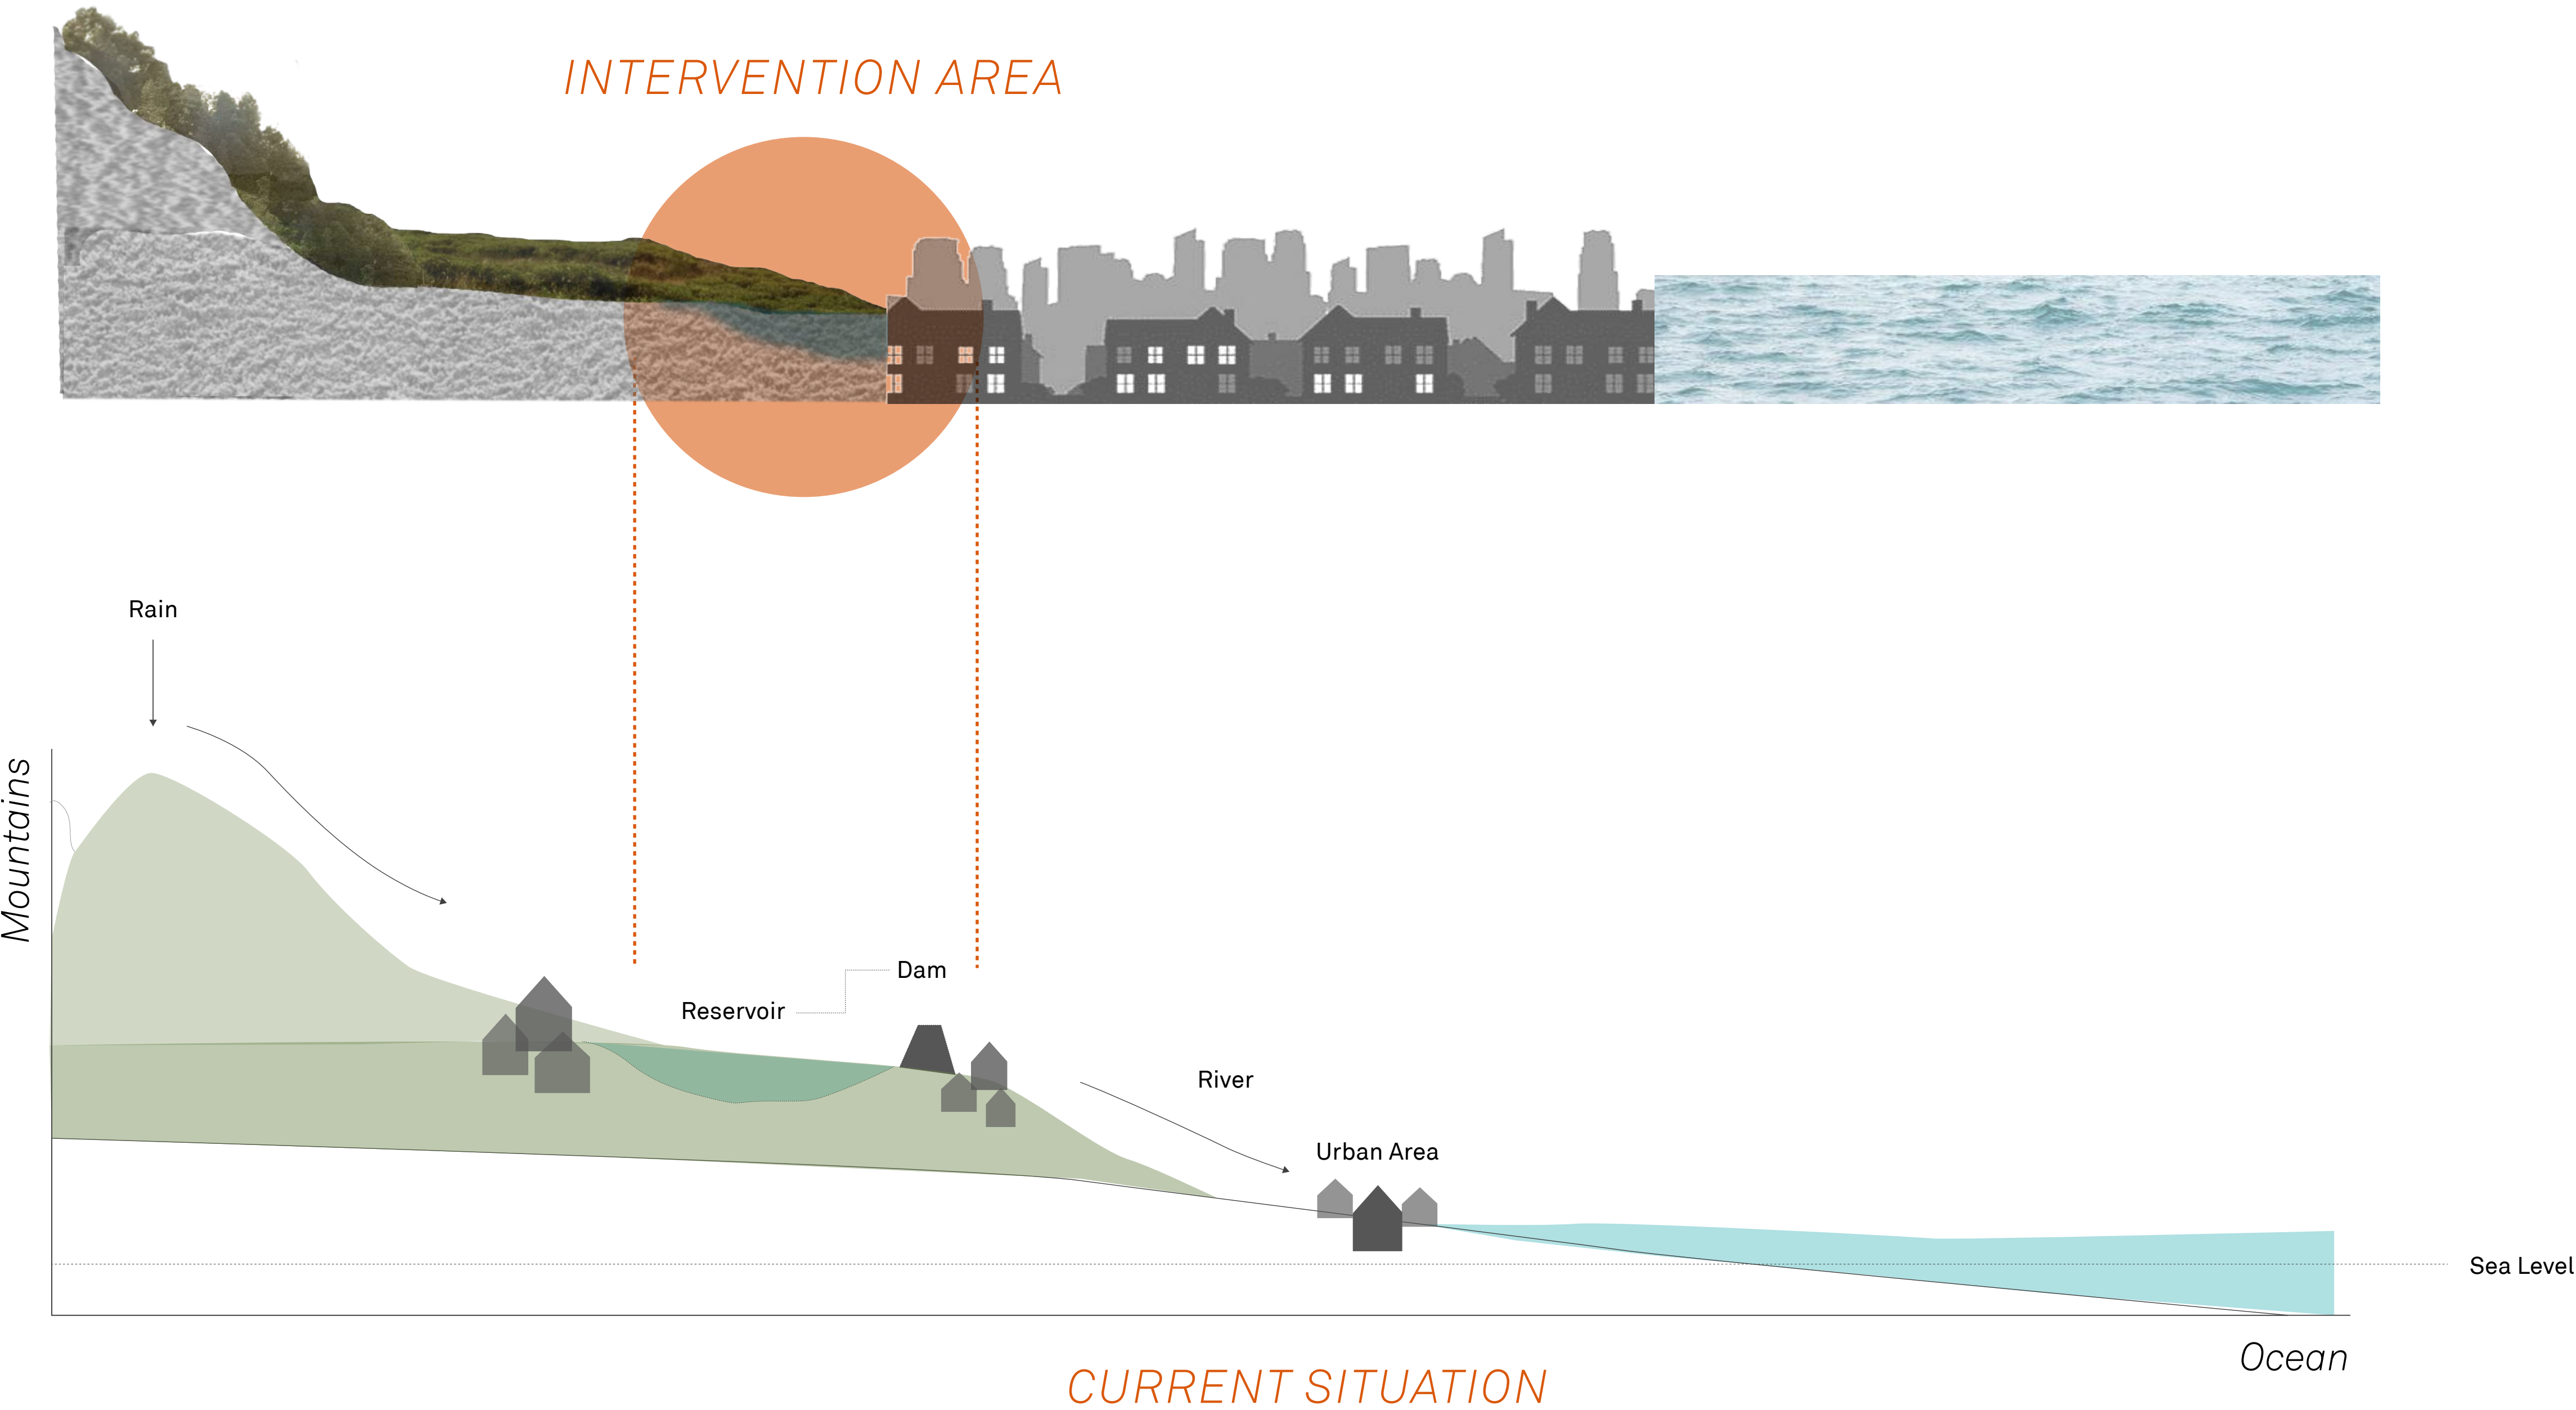 INTERVENTION AREA
Rain
Mountains
Dam
Reservoir
River
Urban Area
Sea Level
Ocean
CURRENT SITUATION